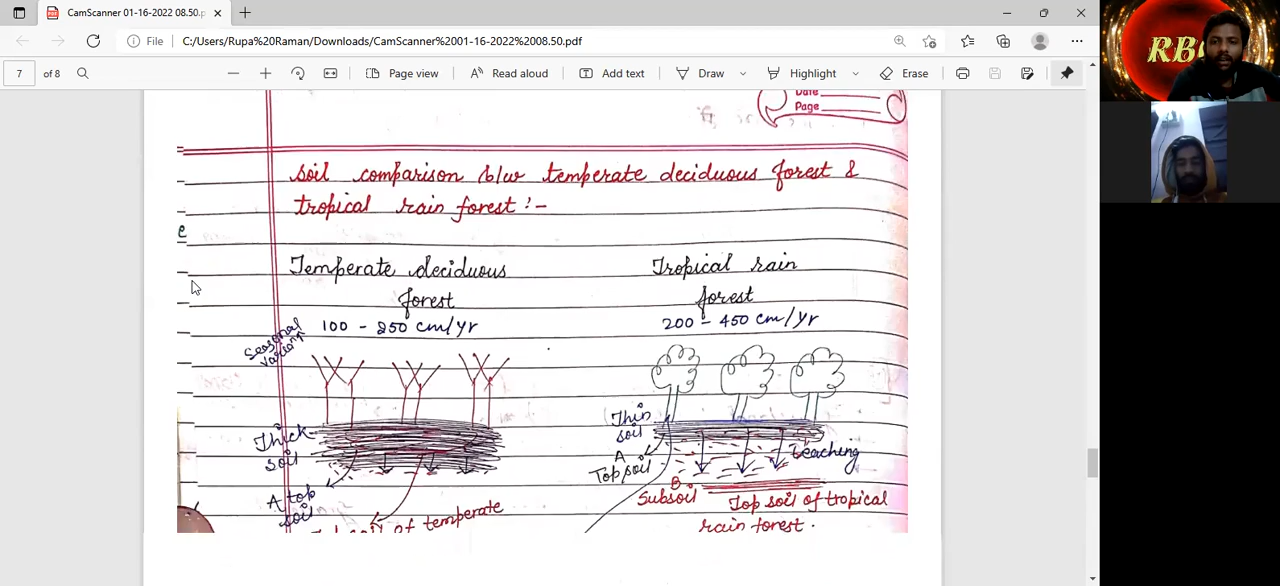 CamScanner 01-16-2022 08.50.p
File C:/Users/Rupa%20Raman/Downloads/CamScanner%2001-16-2022%2008.50.pdf
7 of 8 Page view Read aloud Add text Draw Highlight Erase
RB
Date
Page
soil comparison b/w temperate deciduous forest &
tropical rain forest :-
e
Temperate deciduous Tropical rain
forest forest
100 - 250 cm/yr 200 - 450 cm/yr
Seasonal
variant
Thick
soil
A top
soil
soil of temperate
Thin
soil
A
Top soil
Leaching
B
Subsoil
Top soil of tropical
rain forest.